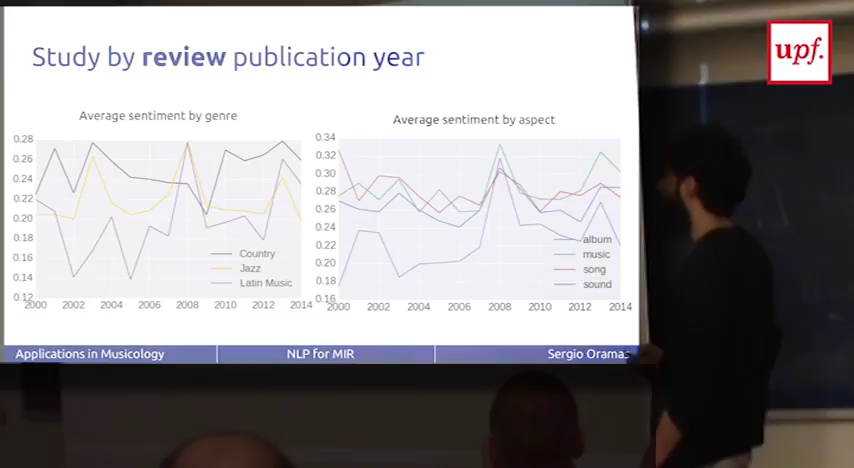 upf.
Study by review publication year
Average sentiment by genre
0.28
0.26
0.24
0.22
0.20
0.18
0.16
0.14
0.12
2000 2002 2004 2006 2008 2010 2012 2014
Country
Jazz
Latin Music
Average sentiment by aspect
0.34
0.32
0.30
0.28
0.26
0.24
0.22
0.20
0.18
0.16
2000 2002 2004 2006 2008 2010 2012 2014
album
music
song
sound
Applications in Musicology NLP for MIR Sergio Oramas